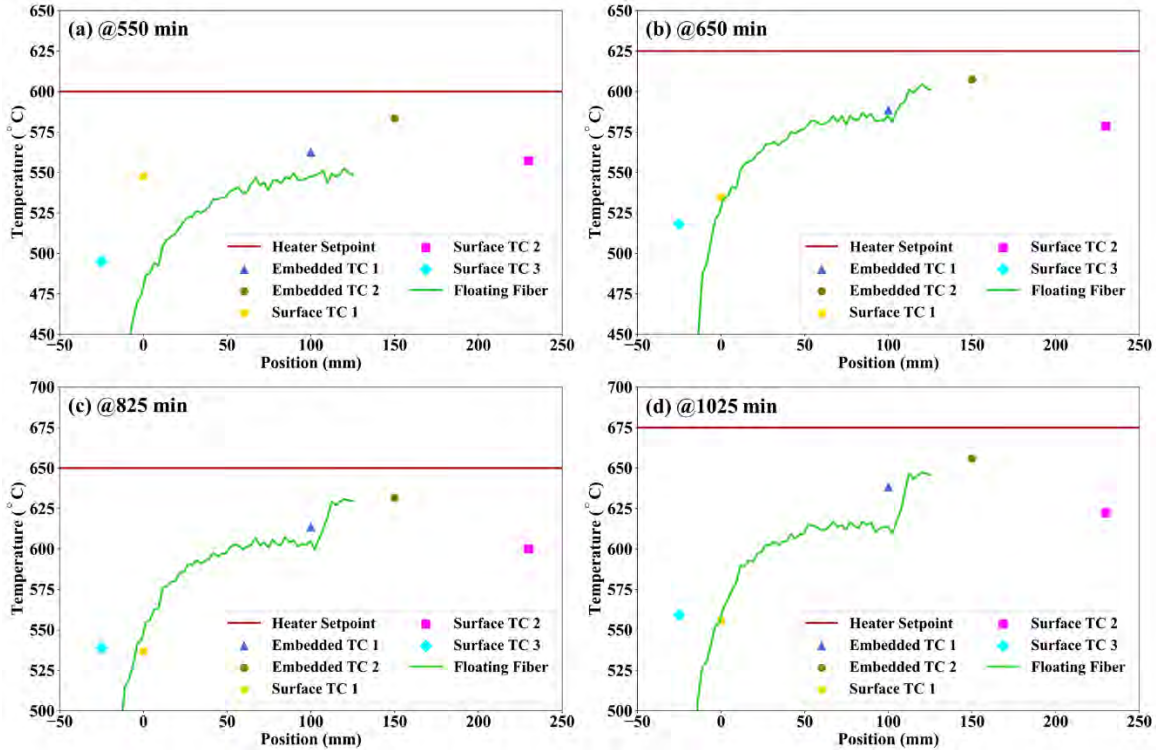 (a) @550 min
650
625
600
575
550
525
500
475
450
Temperature (°C)
Heater Setpoint
Embedded TC 1
Embedded TC 2
Surface TC 1
Surface TC 2
Surface TC 3
Floating Fiber
−50 0 50 100 150 200 250
Position (mm)
(b) @650 min
650
625
600
575
550
525
500
475
450
Temperature (°C)
Heater Setpoint
Embedded TC 1
Embedded TC 2
Surface TC 1
Surface TC 2
Surface TC 3
Floating Fiber
−50 0 50 100 150 200 250
Position (mm)
(c) @825 min
700
675
650
625
600
575
550
525
500
Temperature (°C)
Heater Setpoint
Embedded TC 1
Embedded TC 2
Surface TC 1
Surface TC 2
Surface TC 3
Floating Fiber
−50 0 50 100 150 200 250
Position (mm)
(d) @1025 min
700
675
650
625
600
575
550
525
500
Temperature (°C)
Heater Setpoint
Embedded TC 1
Embedded TC 2
Surface TC 1
Surface TC 2
Surface TC 3
Floating Fiber
−50 0 50 100 150 200 250
Position (mm)